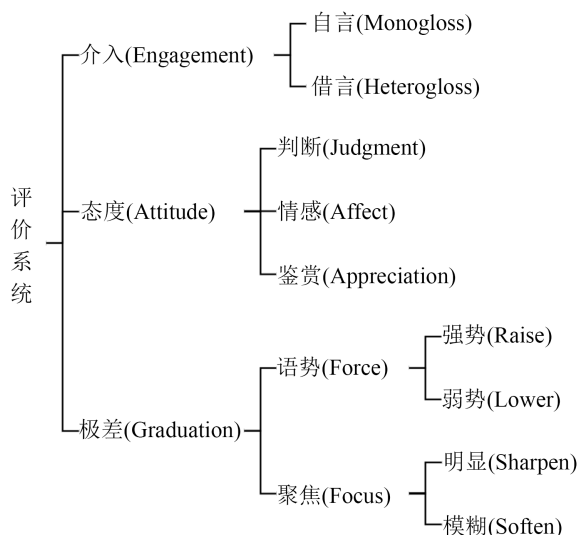 评价系统
介入(Engagement)
自言(Monogloss)
借言(Heterogloss)
态度(Attitude)
判断(Judgment)
情感(Affect)
鉴赏(Appreciation)
极差(Graduation)
语势(Force)
强势(Raise)
弱势(Lower)
聚焦(Focus)
明显(Sharpen)
模糊(Soften)